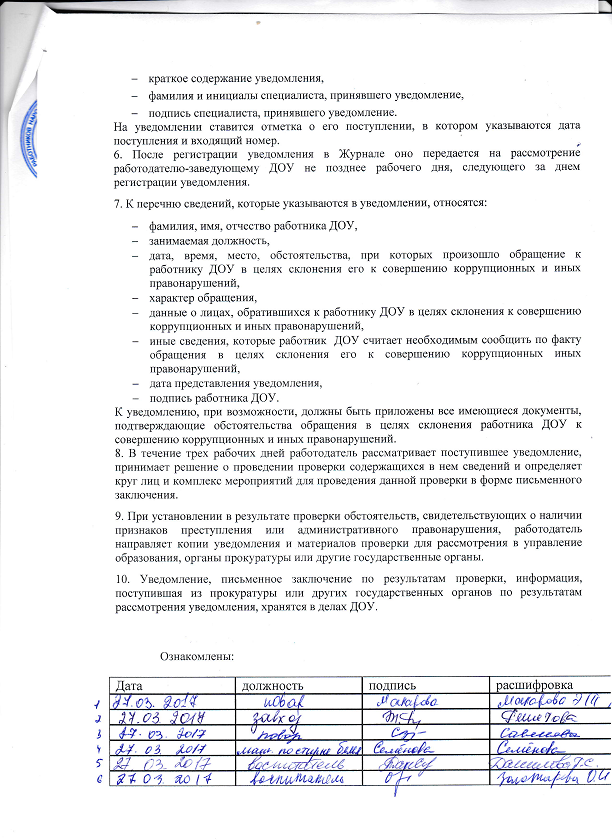 – краткое содержание уведомления,
– фамилия и инициалы специалиста, принявшего уведомление,
– подпись специалиста, принявшего уведомление.
На уведомлении ставится отметка о его поступлении, в котором указываются дата
поступления и входящий номер.
6. После регистрации уведомления в Журнале оно передается на рассмотрение
работодателю-заведующему ДОУ не позднее рабочего дня, следующего за днем
регистрации уведомления.
7. К перечню сведений, которые указываются в уведомлении, относятся:
– фамилия, имя, отчество работника ДОУ,
– занимаемая должность,
– дата, время, место, обстоятельства, при которых произошло обращение к
работнику ДОУ в целях склонения его к совершению коррупционных и иных
правонарушений,
– характер обращения,
– данные о лицах, обратившихся к работнику ДОУ в целях склонения к совершению
коррупционных и иных правонарушений,
– иные сведения, которые работник ДОУ считает необходимым сообщить по факту
обращения в целях склонения его к совершению коррупционных иных
правонарушений,
– дата представления уведомления,
– подпись работника ДОУ.
К уведомлению, при возможности, должны быть приложены все имеющиеся документы,
подтверждающие обстоятельства обращения в целях склонения работника ДОУ к
совершению коррупционных и иных правонарушений.
8. В течение трех рабочих дней работодатель рассматривает поступившее уведомление,
принимает решение о проведении проверки содержащихся в нем сведений и определяет
круг лиц и комплекс мероприятий для проведения данной проверки в форме письменного
заключения.
9. При установлении в результате проверки обстоятельств, свидетельствующих о наличии
признаков преступления или административного правонарушения, работодатель
направляет копии уведомления и материалов проверки для рассмотрения в управление
образования, органы прокуратуры или другие государственные органы.
10. Уведомление, письменное заключение по результатам проверки, информация,
поступившая из прокуратуры или других государственных органов по результатам
рассмотрения уведомления, хранятся в делах ДОУ.
Ознакомлены:
Дата должность подпись расшифровка
1 27.03.2017 повар Макарова Макарова
2 27.03.2017 завхоз
3 27.03.2017 повар
4 27.03.2017 маш. по стирке белья Семёнова Семёнова
5 27 03. 2017 воспитатель
6 27 03. 2017 воспитатель Золотарева О.И